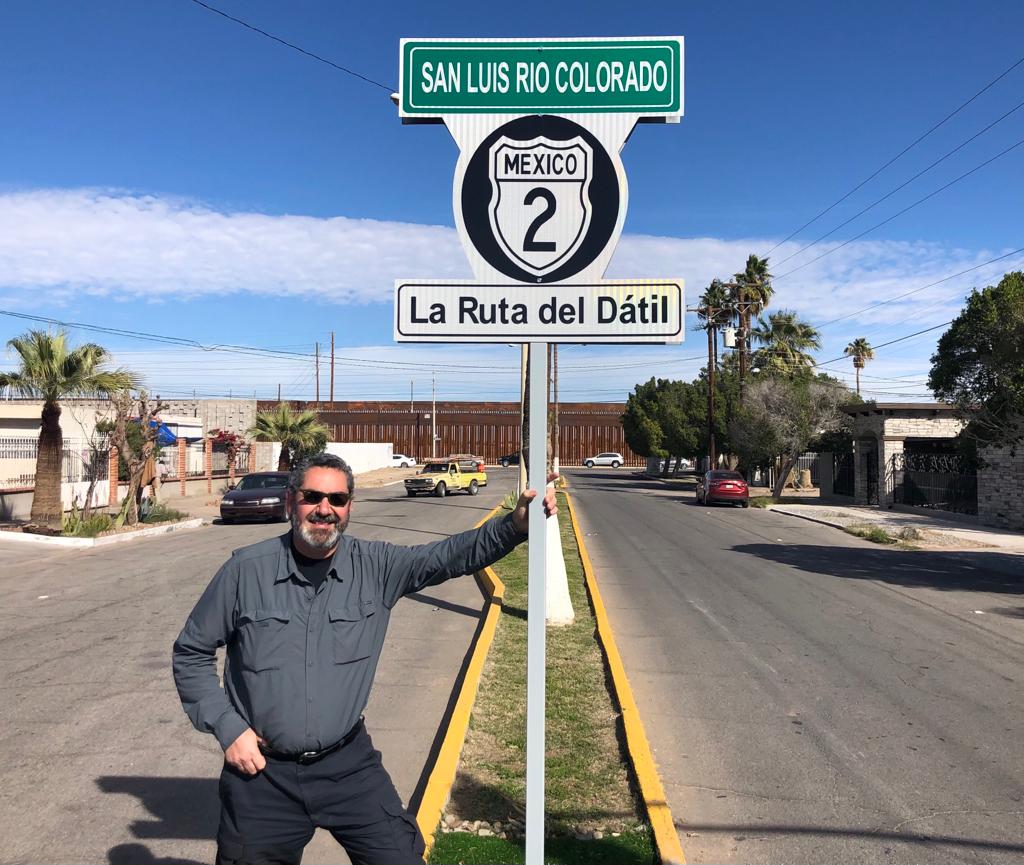 SAN LUIS RIO COLORADO
MEXICO
2
La Ruta del Dátil